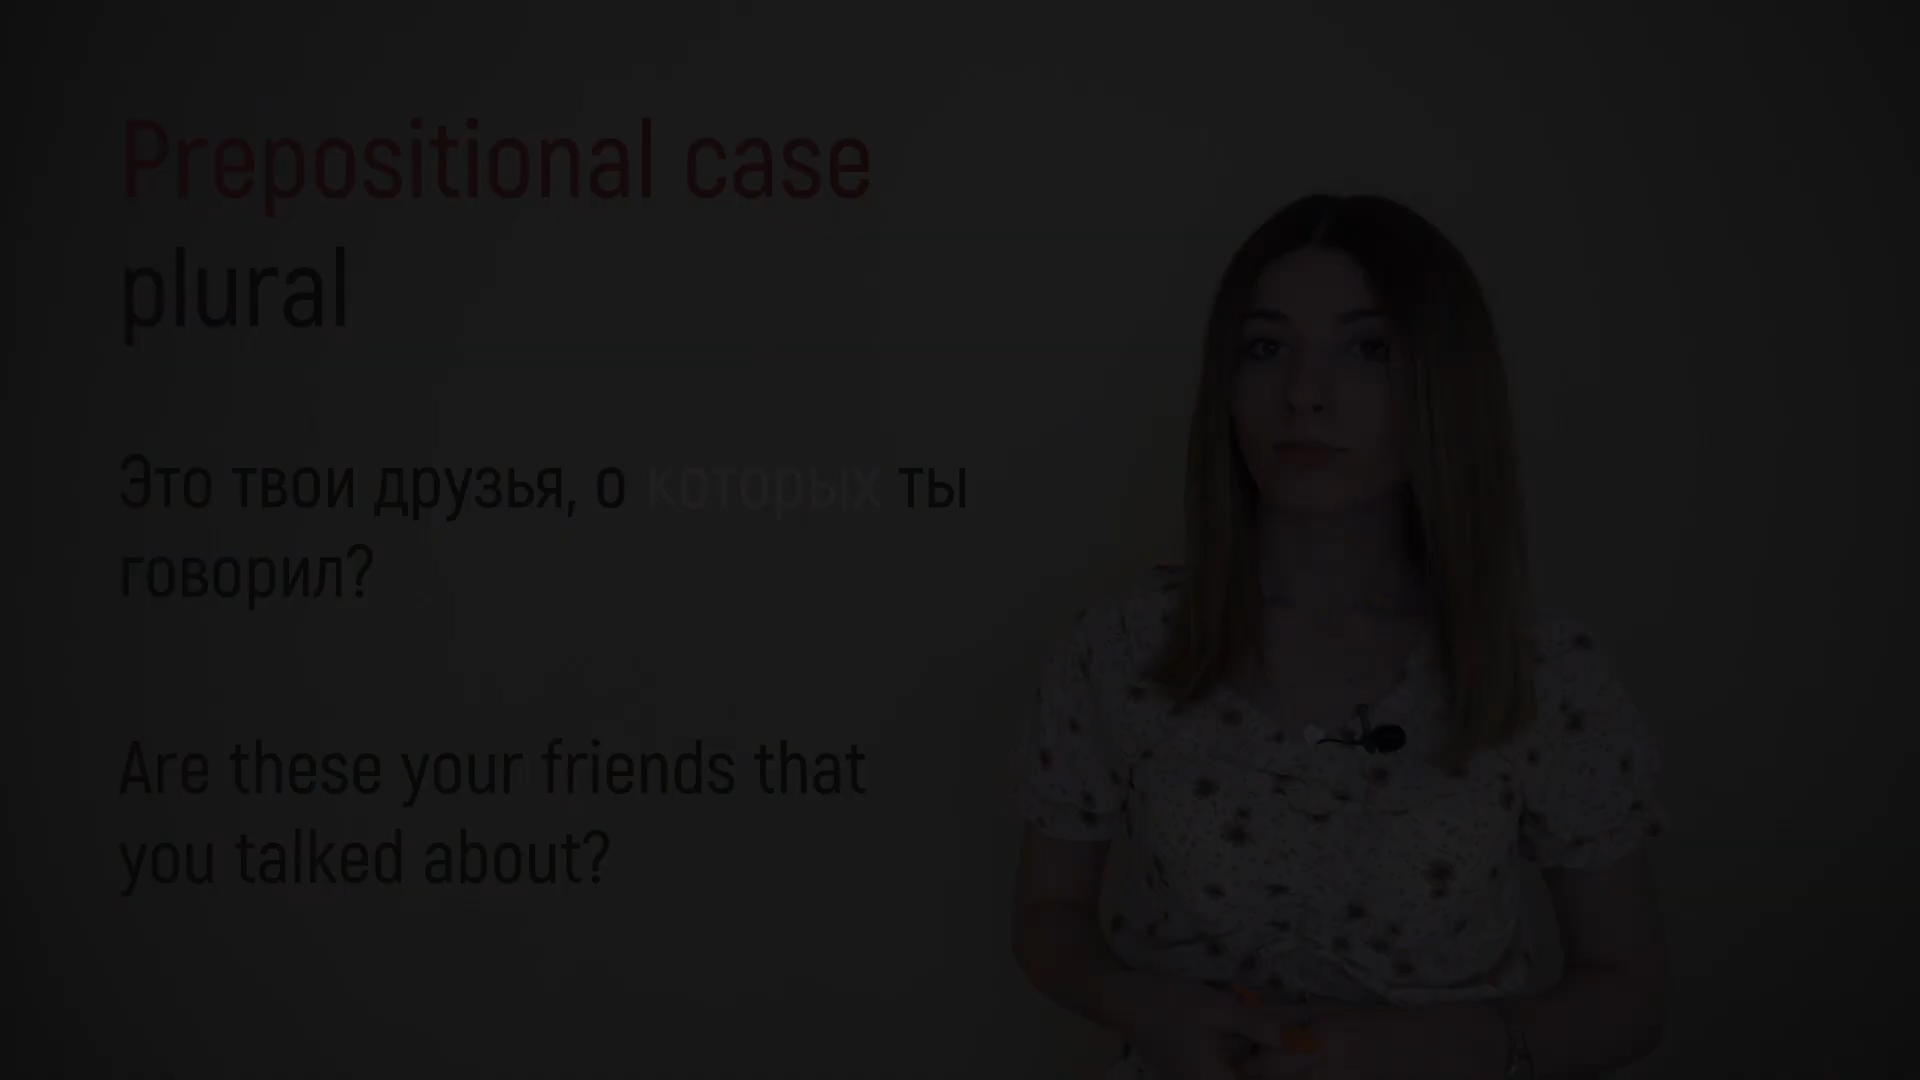 Prepositional case
plural
Это твои друзья, о которых ты
говорил?
Are these your friends that
you talked about?